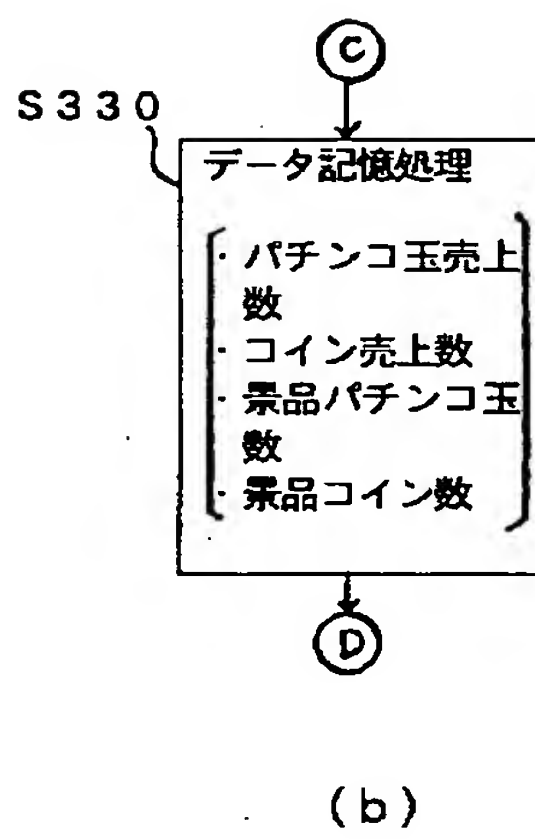 C
S330
データ記憶処理
・パチンコ玉売上
数
・コイン売上数
・景品パチンコ玉
数
・景品コイン数
D
(b)